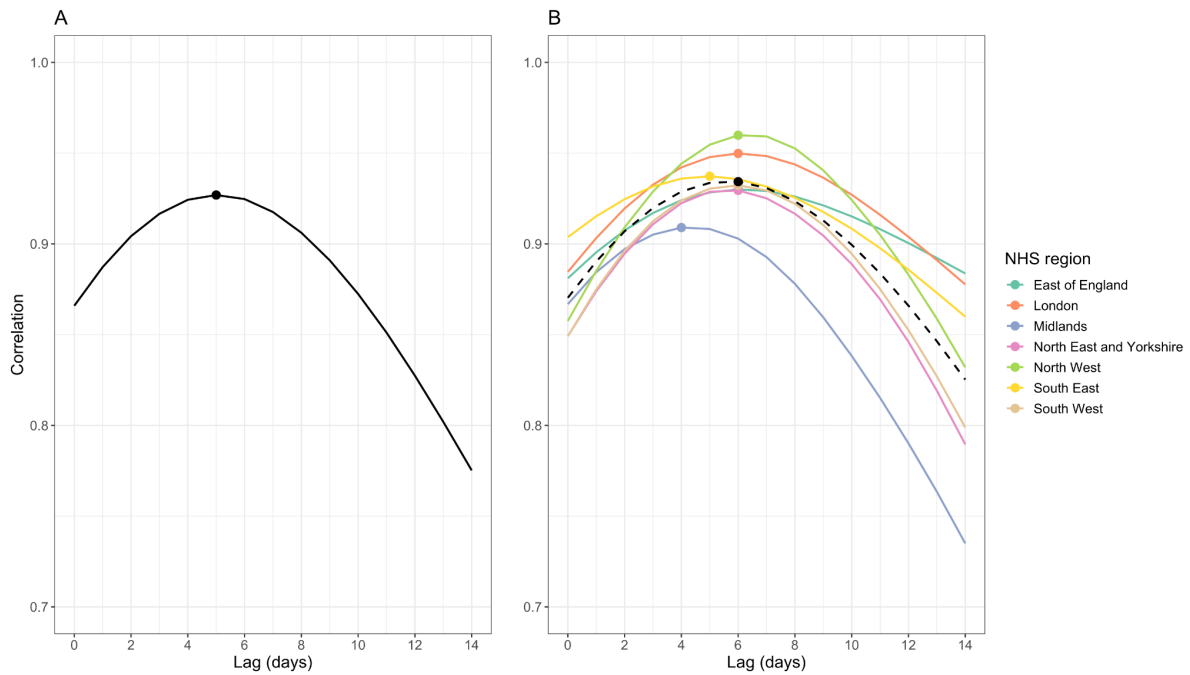 A
B
1.0
0.9
0.8
0.7
Correlation
0 2 4 6 8 10 12 14
Lag (days)
1.0
0.9
0.8
0.7
0 2 4 6 8 10 12 14
Lag (days)
NHS region
East of England
London
Midlands
North East and Yorkshire
North West
South East
South West